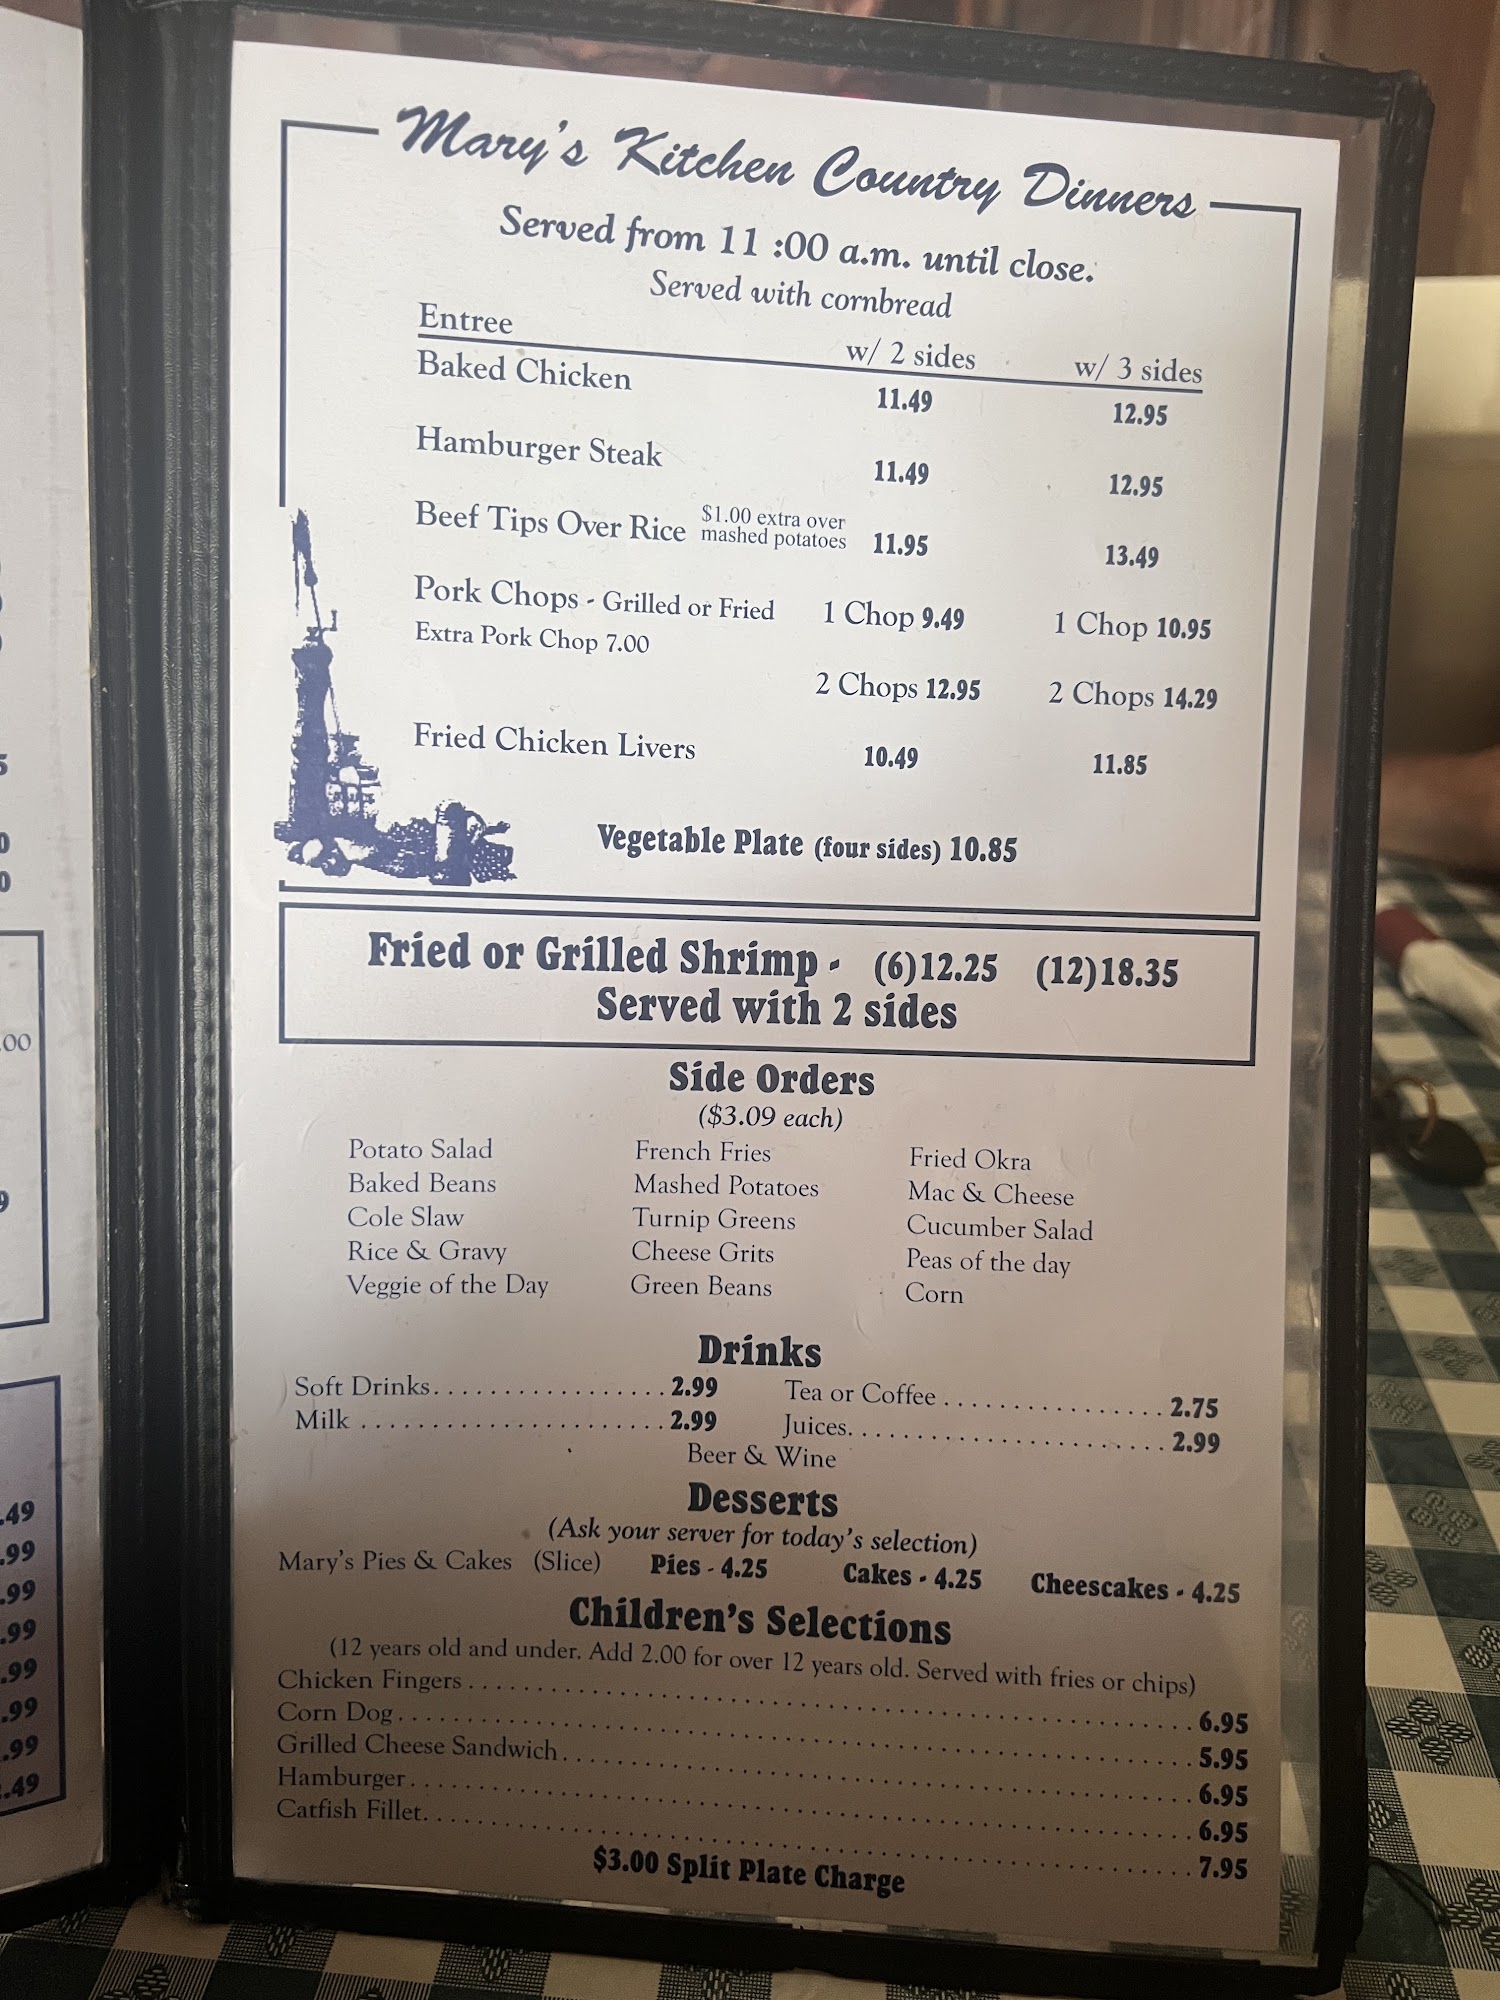 Mary's Kitchen Country Dinners
Served from 11 :00 a.m. until close.
Served with cornbread
Entree w/ 2 sides w/ 3 sides
Baked Chicken 11.49 12.95
Hamburger Steak 11.49 12.95
Beef Tips Over Rice $1.00 extra over mashed potatoes 11.95 13.49
Pork Chops - Grilled or Fried 1 Chop 9.49 1 Chop 10.95
Extra Pork Chop 7.00
2 Chops 12.95 2 Chops 14.29
Fried Chicken Livers 10.49 11.85
Vegetable Plate (four sides) 10.85
Fried or Grilled Shrimp - (6)12.25 (12)18.35
Served with 2 sides
Side Orders
($3.09 each)
Potato Salad French Fries Fried Okra
Baked Beans Mashed Potatoes Mac & Cheese
Cole Slaw Turnip Greens Cucumber Salad
Rice & Gravy Cheese Grits Peas of the day
Veggie of the Day Green Beans Corn
Drinks
Soft Drinks 2.99 Tea or Coffee 2.75
Milk 2.99 Juices 2.99
Beer & Wine
Desserts
(Ask your server for today's selection)
Mary's Pies & Cakes (Slice) Pies - 4.25 Cakes - 4.25 Cheescakes - 4.25
Children's Selections
(12 years old and under. Add 2.00 for over 12 years old. Served with fries or chips)
Chicken Fingers 6.95
Corn Dog 5.95
Grilled Cheese Sandwich 6.95
Hamburger 6.95
Catfish Fillet 7.95
$3.00 Split Plate Charge